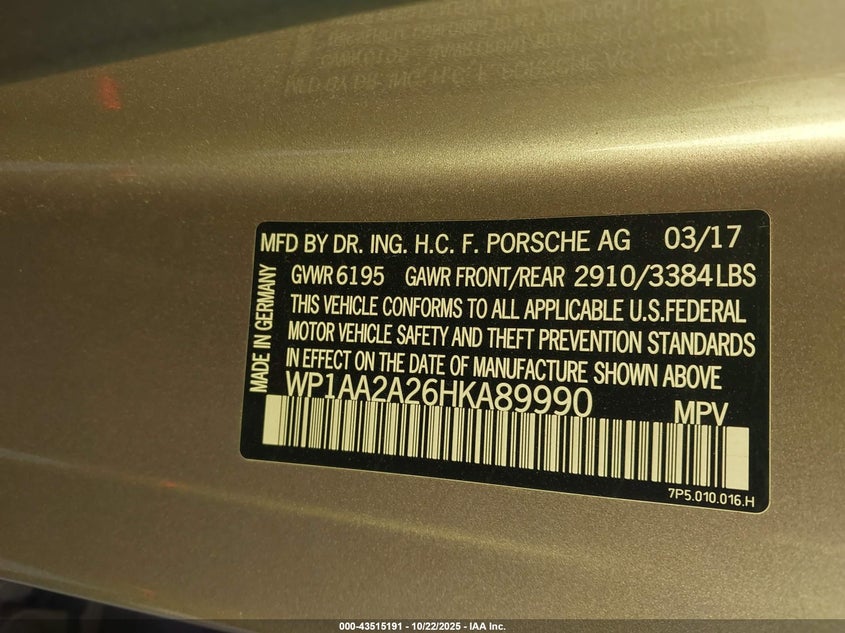 MFD BY DR. ING. H.C. F. PORSCHE AG 03/17
GVWR 6195 GAWR FRONT/REAR 2910/3384 LBS
THIS VEHICLE CONFORMS TO ALL APPLICABLE U.S.FEDERAL
MOTOR VEHICLE SAFETY AND THEFT PREVENTION STANDARDS
IN EFFECT ON THE DATE OF MANUFACTURE SHOWN ABOVE
MADE IN GERMANY
WP1AA2A26HKA89990 MPV
7P5.010.016.H
000-43515191 - 10/22/2025 - IAA Inc.